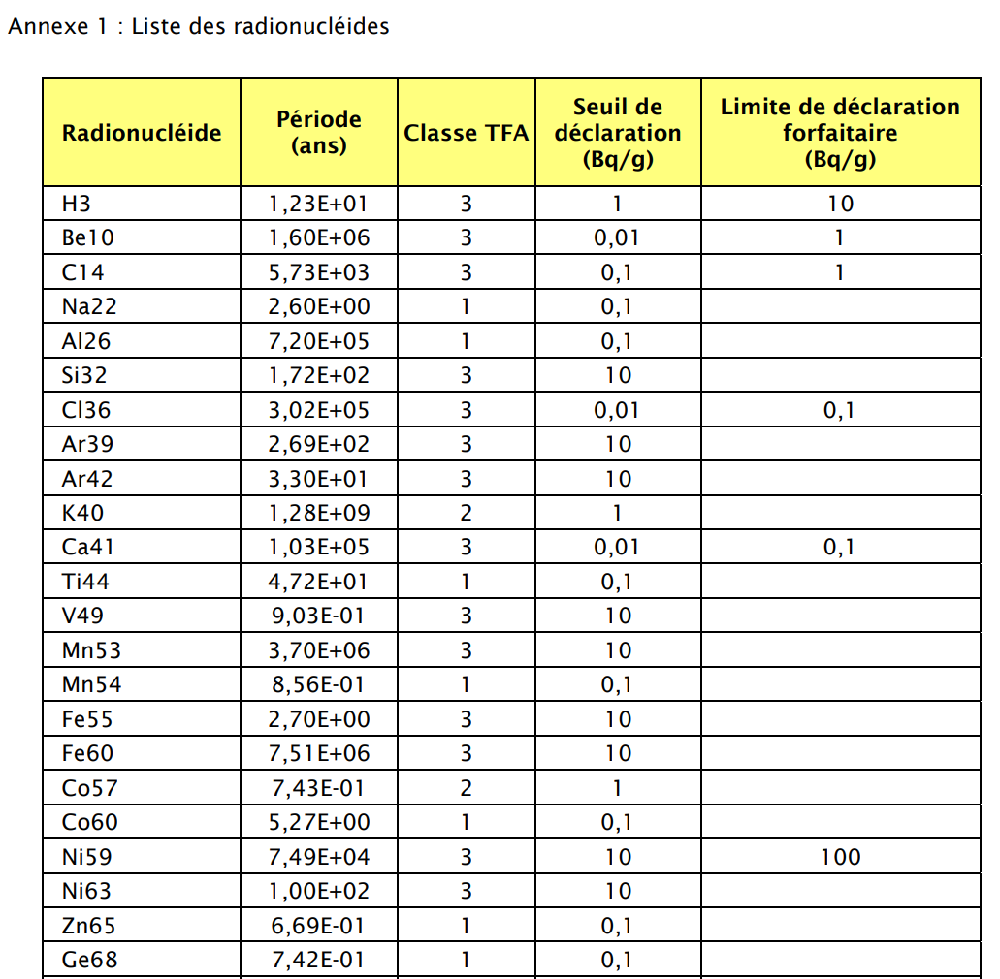 Annexe 1 : Liste des radionucléides
Radionucléide Période (ans) Classe TFA Seuil de déclaration (Bq/g) Limite de déclaration forfaitaire (Bq/g)
H3 1,23E+01 3 1 10
Be10 1,60E+06 3 0,01 1
C14 5,73E+03 3 0,1 1
Na22 2,60E+00 1 0,1
Al26 7,20E+05 1 0,1
Si32 1,72E+02 3 10
Cl36 3,02E+05 3 0,01 0,1
Ar39 2,69E+02 3 10
Ar42 3,30E+01 3 10
K40 1,28E+09 2 1
Ca41 1,03E+05 3 0,01 0,1
Ti44 4,72E+01 1 0,1
V49 9,03E-01 3 10
Mn53 3,70E+06 3 10
Mn54 8,56E-01 1 0,1
Fe55 2,70E+00 3 10
Fe60 7,51E+06 3 10
Co57 7,43E-01 2 1
Co60 5,27E+00 1 0,1
Ni59 7,49E+04 3 10 100
Ni63 1,00E+02 3 10
Zn65 6,69E-01 1 0,1
Ge68 7,42E-01 1 0,1